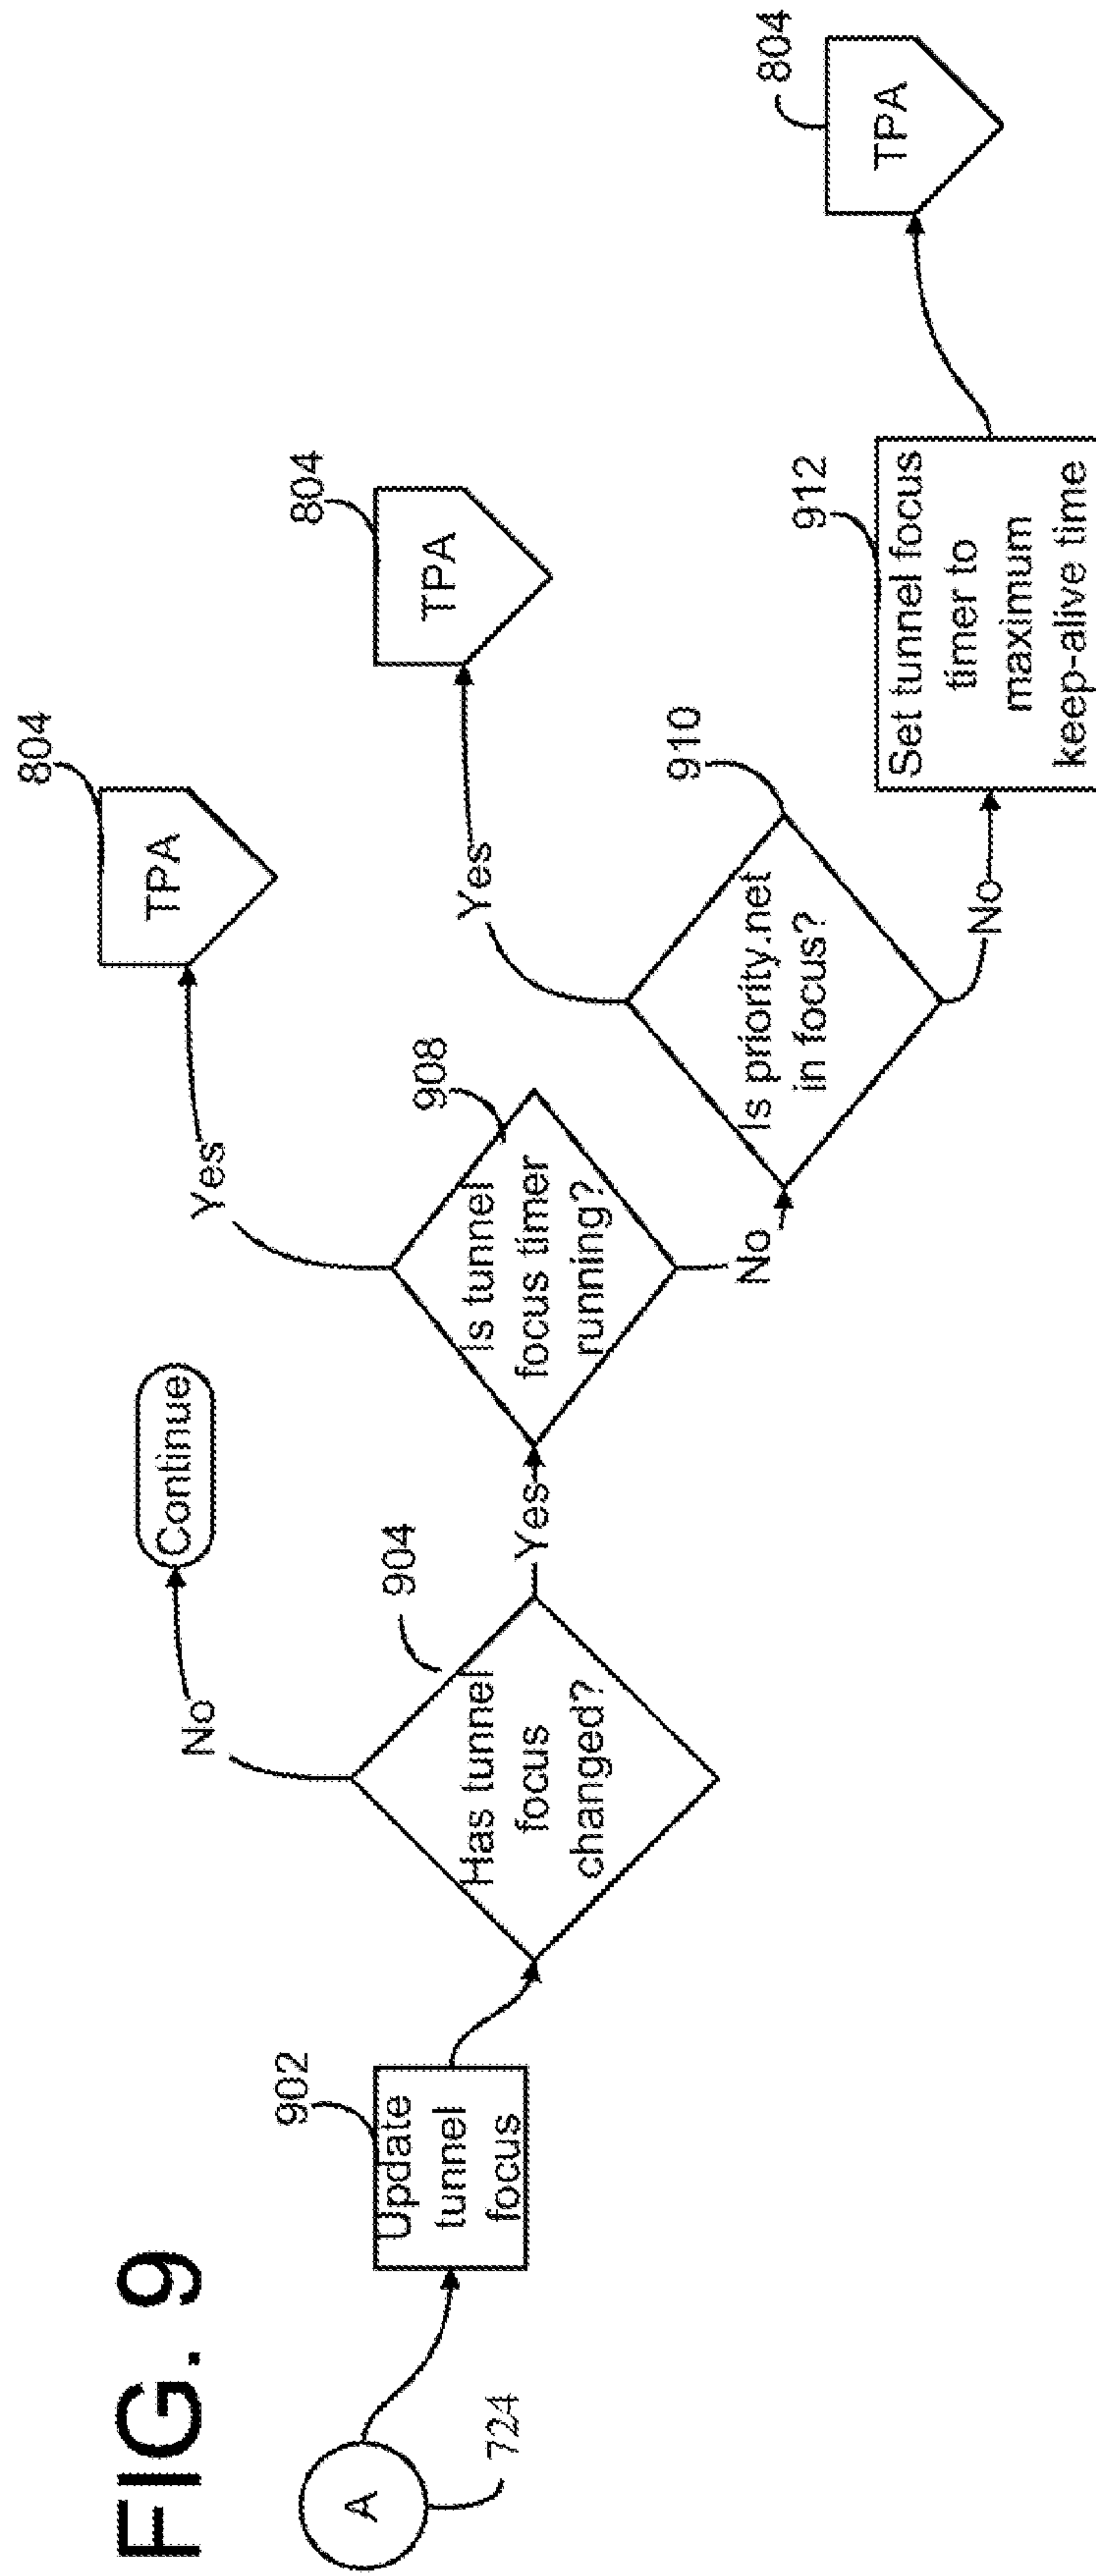 FIG. 9
A
724
902
Update
tunnel
focus
904
Has tunnel
focus
changed?
No
Continue
Yes
908
Is tunnel
focus timer
running?
Yes
804
TPA
No
910
Is priority.net
in focus?
Yes
804
TPA
No
912
Set tunnel focus
timer to
maximum
keep-alive time
804
TPA